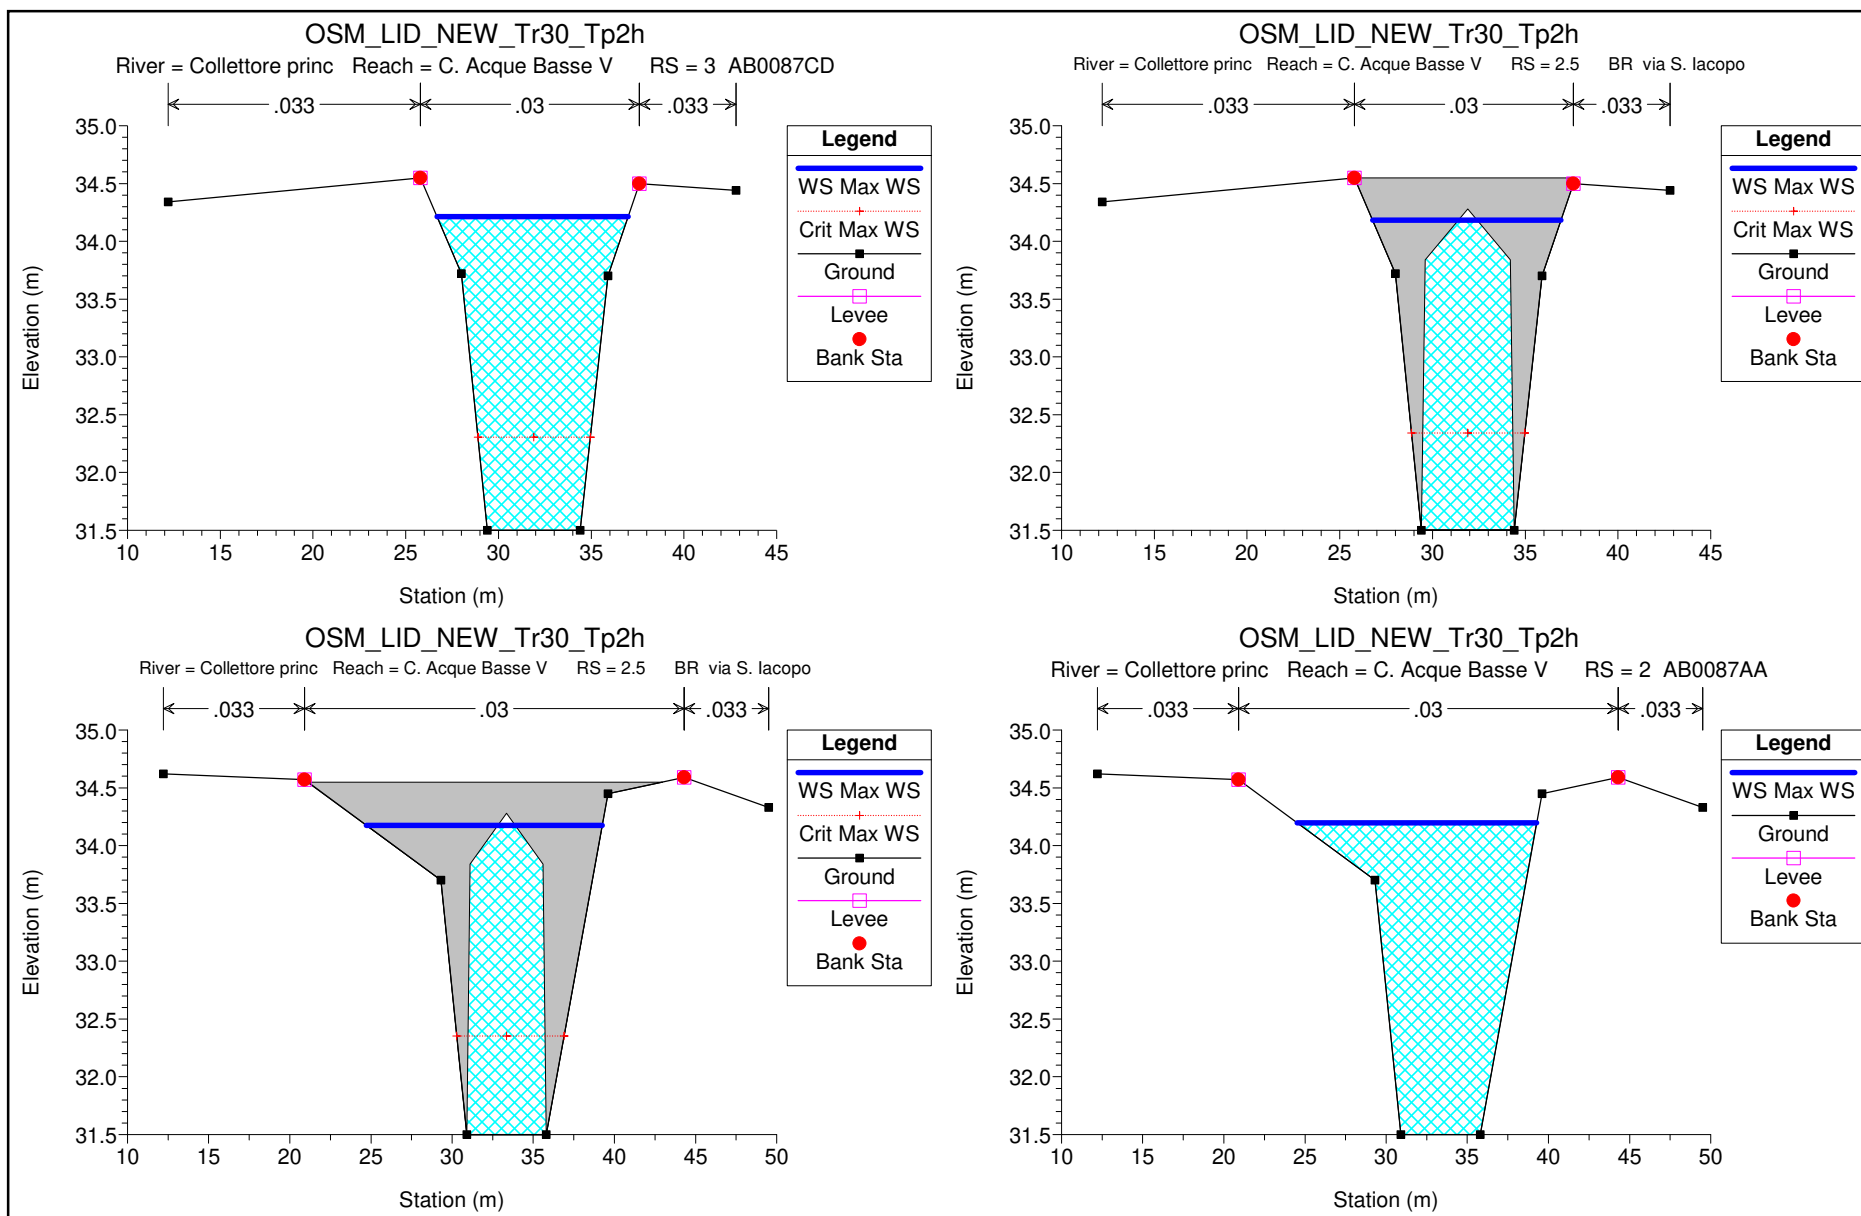 OSM_LID_NEW_Tr30_Tp2h
River = Collettore princ Reach = C. Acque Basse V RS = 3 AB0087CD
.033 .03 .033
35.0
34.5
34.0
33.5
33.0
32.5
32.0
31.5
10 15 20 25 30 35 40 45
Station (m)
Elevation (m)
Legend
WS Max WS
Crit Max WS
Ground
Levee
Bank Sta
OSM_LID_NEW_Tr30_Tp2h
River = Collettore princ Reach = C. Acque Basse V RS = 2.5 BR via S. Iacopo
.033 .03 .033
35.0
34.5
34.0
33.5
33.0
32.5
32.0
31.5
10 15 20 25 30 35 40 45
Station (m)
Elevation (m)
Legend
WS Max WS
Crit Max WS
Ground
Levee
Bank Sta
OSM_LID_NEW_Tr30_Tp2h
River = Collettore princ Reach = C. Acque Basse V RS = 2.5 BR via S. Iacopo
.033 .03 .033
35.0
34.5
34.0
33.5
33.0
32.5
32.0
31.5
10 15 20 25 30 35 40 45 50
Station (m)
Elevation (m)
Legend
WS Max WS
Crit Max WS
Ground
Levee
Bank Sta
OSM_LID_NEW_Tr30_Tp2h
River = Collettore princ Reach = C. Acque Basse V RS = 2 AB0087AA
.033 .03 .033
35.0
34.5
34.0
33.5
33.0
32.5
32.0
31.5
10 15 20 25 30 35 40 45 50
Station (m)
Elevation (m)
Legend
WS Max WS
Ground
Levee
Bank Sta